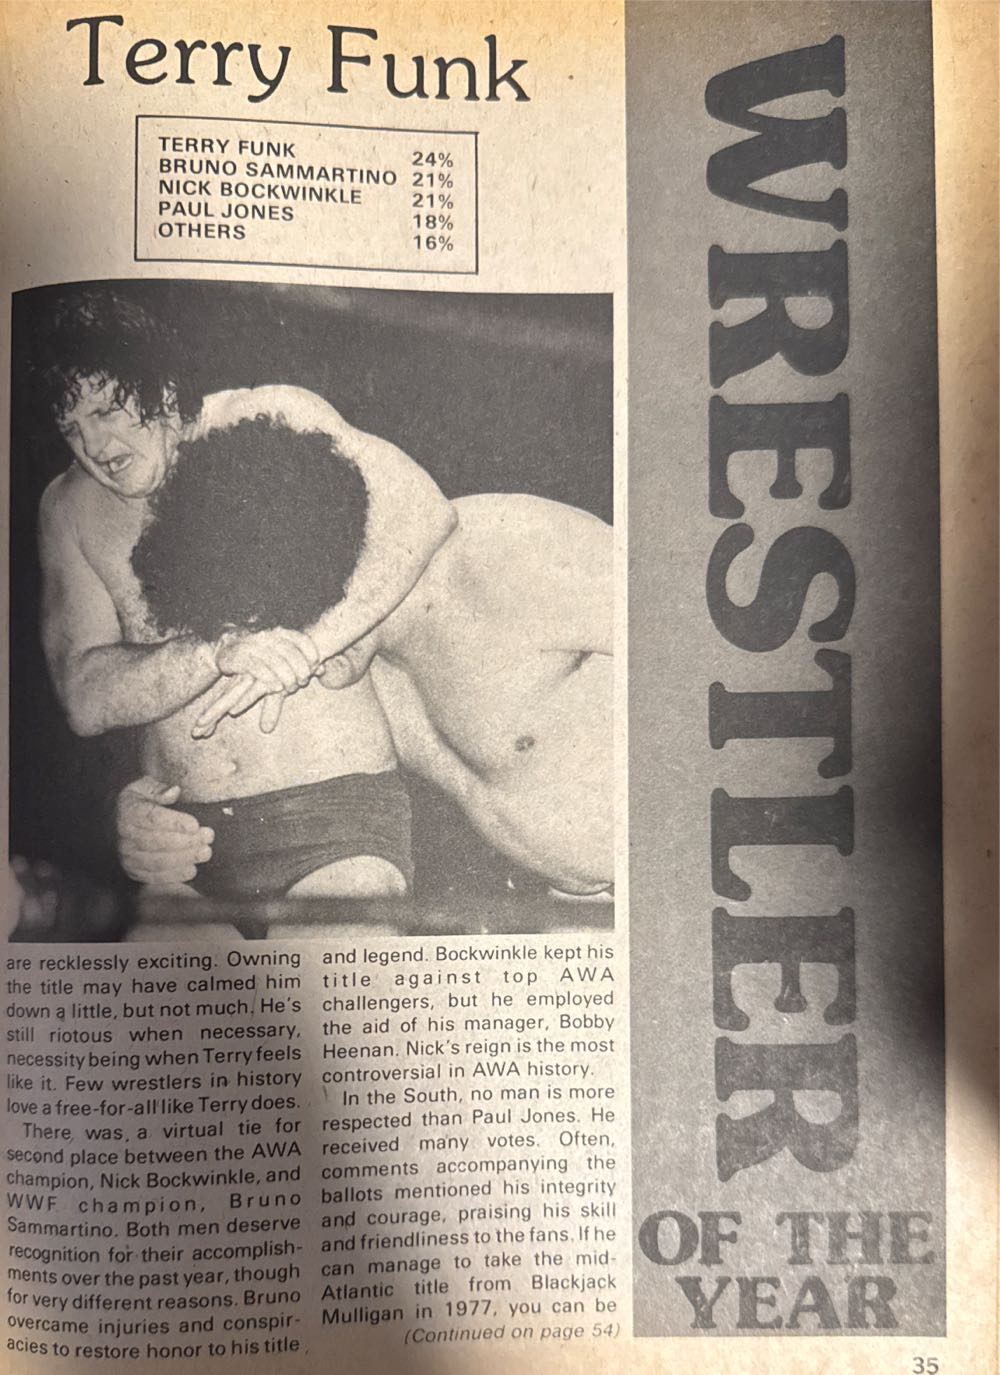 Terry Funk
TERRY FUNK 24%
BRUNO SAMMARTINO 21%
NICK BOCKWINKLE 21%
PAUL JONES 18%
OTHERS 16%
are recklessly exciting. Owning
the title may have calmed him
down a little, but not much. He's
still riotous when necessary,
necessity being when Terry feels
like it. Few wrestlers in history
love a free-for-all like Terry does.
There was a virtual tie for
second place between the AWA
champion, Nick Bockwinkle, and
WWF champion, Bruno
Sammartino. Both men deserve
recognition for their accomplish-
ments over the past year, though
for very different reasons. Bruno
overcame injuries and conspir-
acies to restore honor to his title
and legend. Bockwinkle kept his
title against top AWA
challengers, but he employed
the aid of his manager, Bobby
Heenan. Nick's reign is the most
controversial in AWA history.
In the South, no man is more
respected than Paul Jones. He
received many votes. Often,
comments accompanying the
ballots mentioned his integrity
and courage, praising his skill
and friendliness to the fans. If he
can manage to take the mid-
Atlantic title from Blackjack
Mulligan in 1977, you can be
(Continued on page 54)
WRESTLER
OF THE
YEAR
35